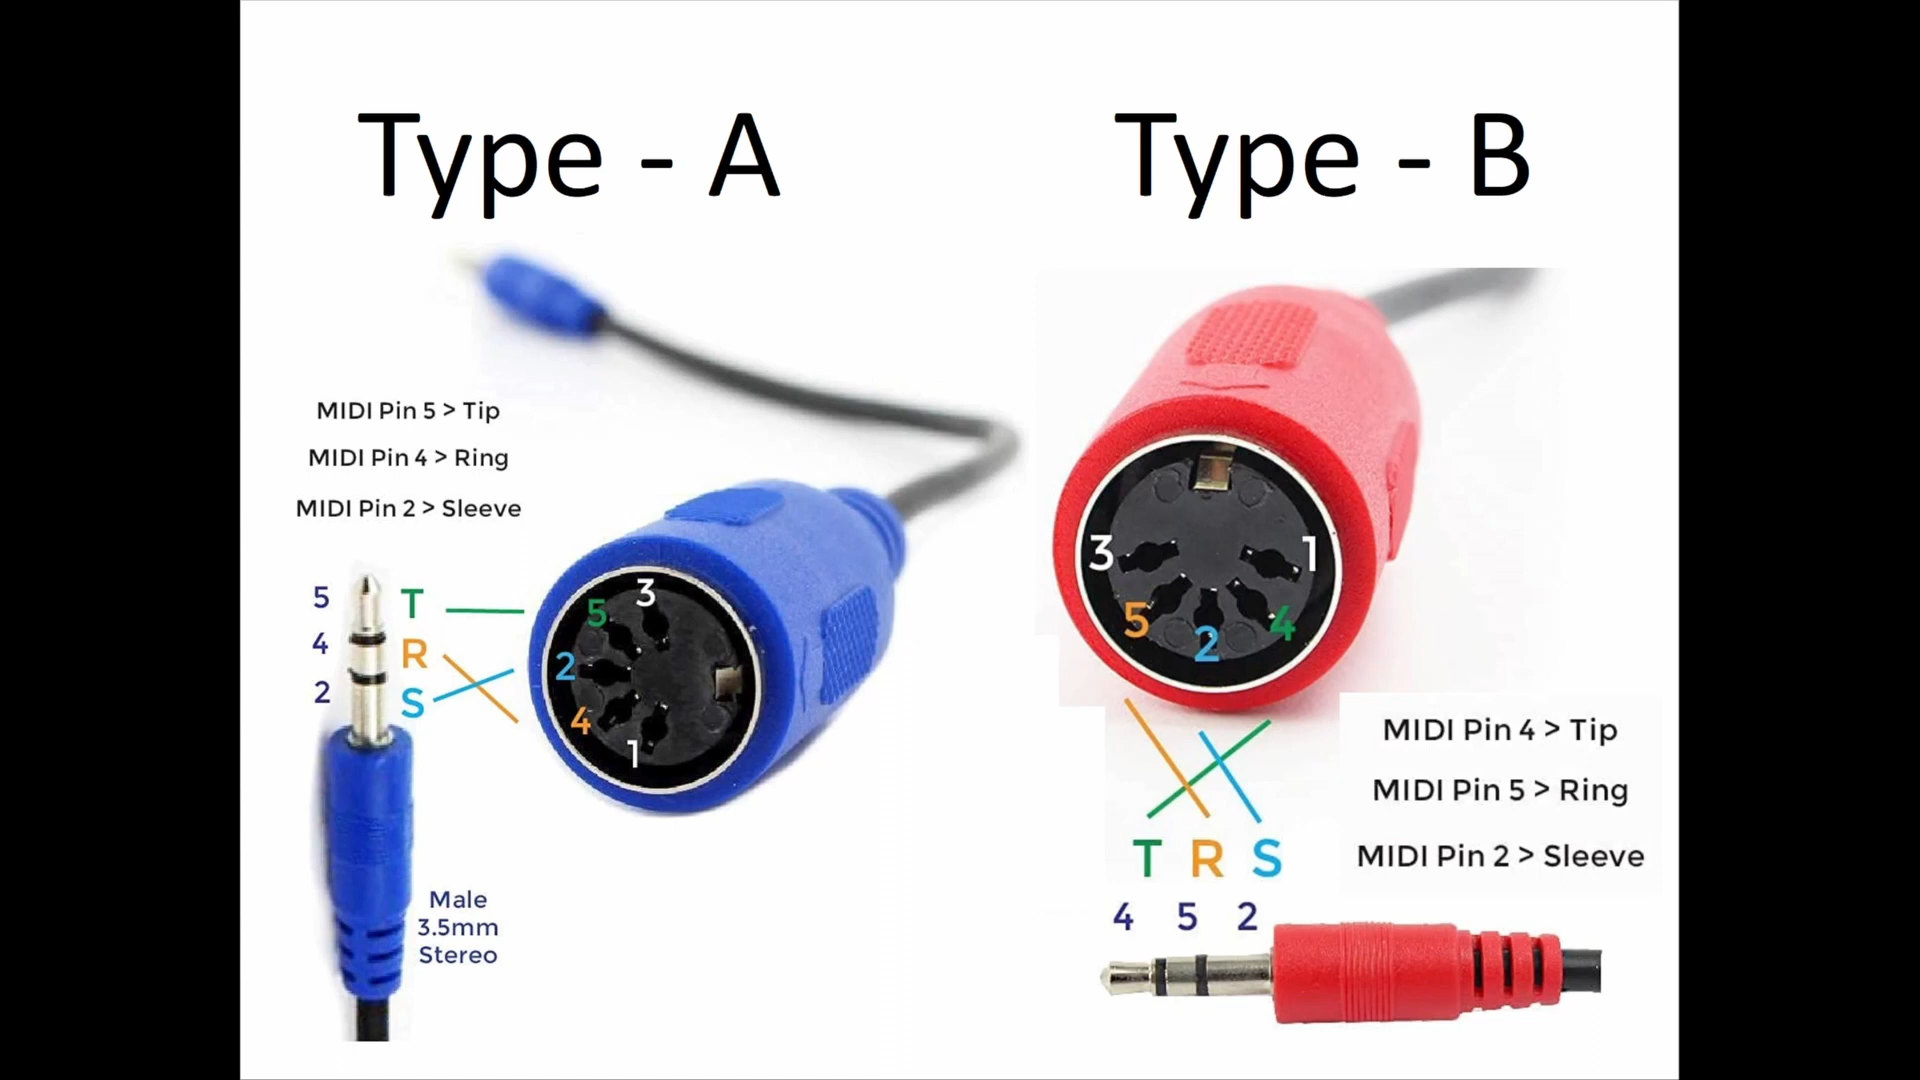 Type - A
MIDI Pin 5 > Tip
MIDI Pin 4 > Ring
MIDI Pin 2 > Sleeve
5 T
4 R
2 S
3
5
2
4
1
Male
3.5mm
Stereo
Type - B
3 1
5 2 4
MIDI Pin 4 > Tip
MIDI Pin 5 > Ring
MIDI Pin 2 > Sleeve
T R S
4 5 2